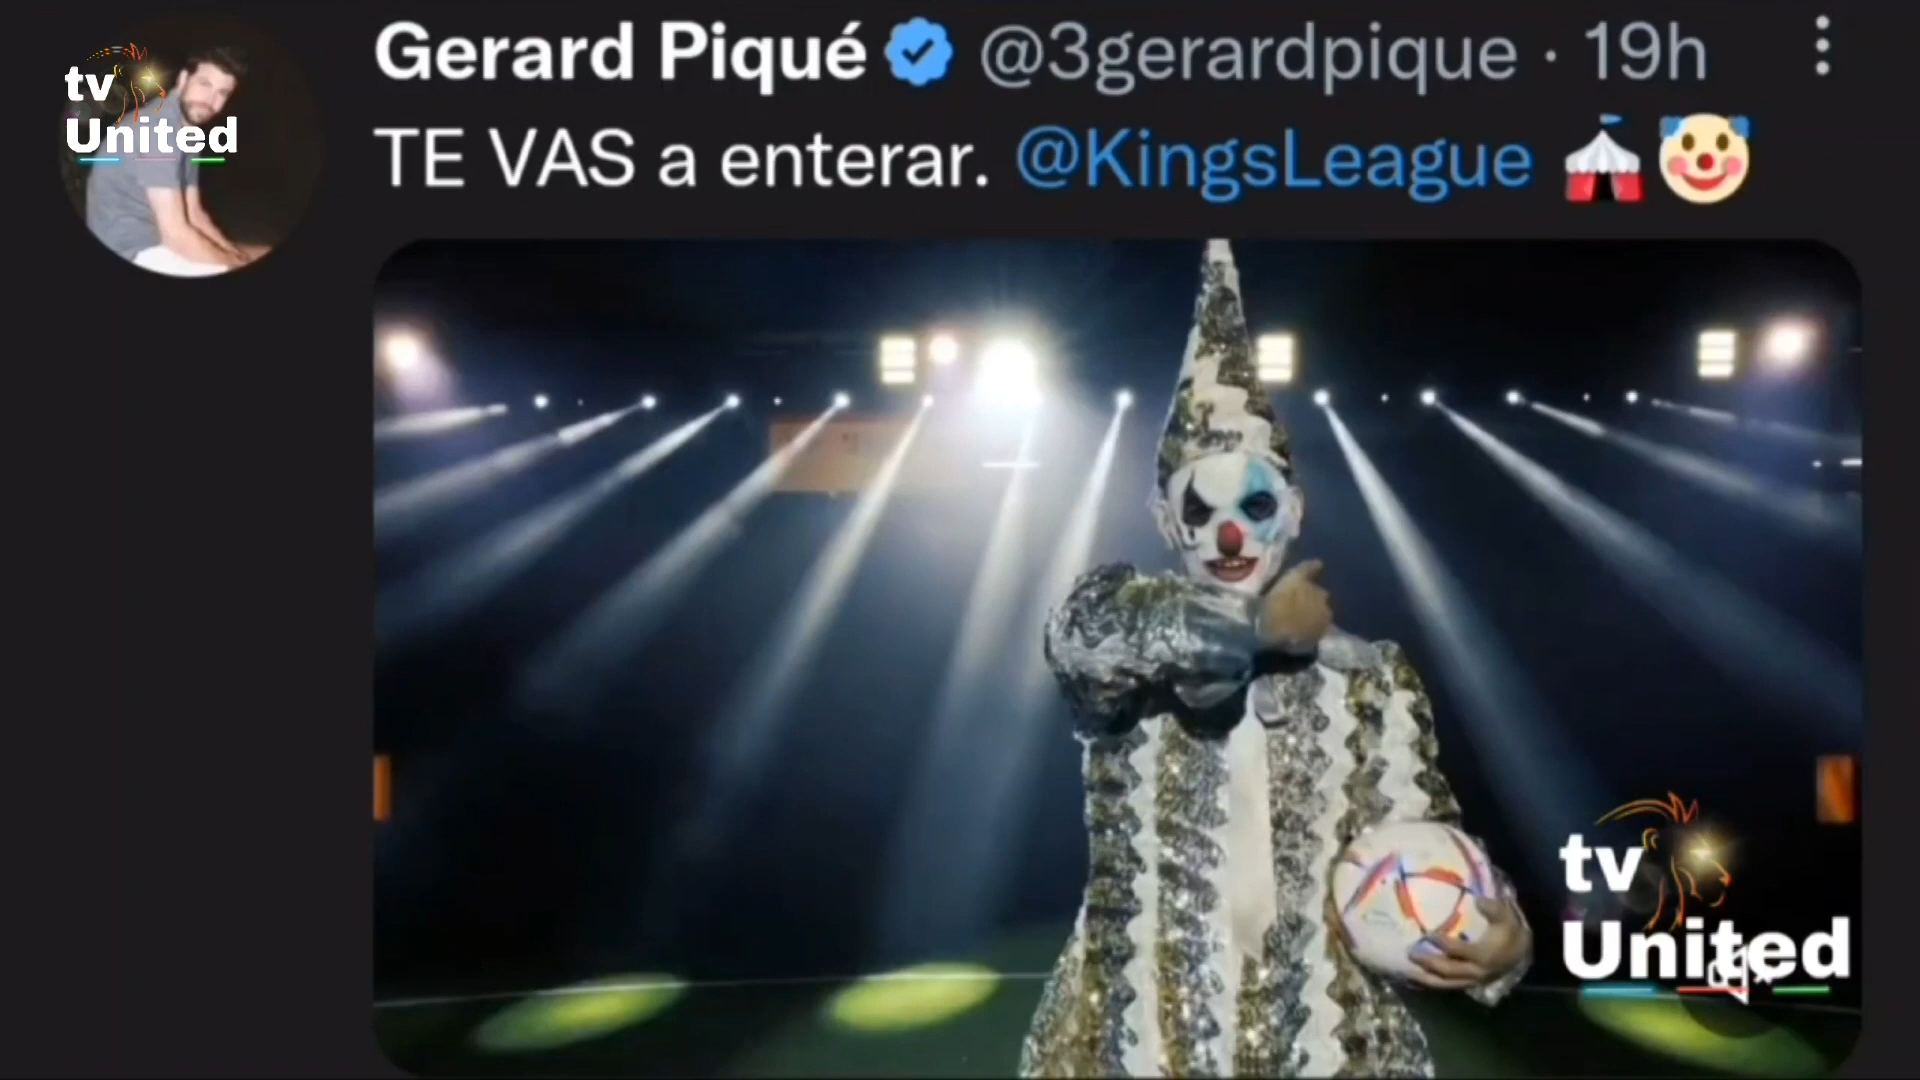 Gerard Piqué @3gerardpique · 19h
TE VAS a enterar. @KingsLeague 🎪🤡
tv
United
tv
United